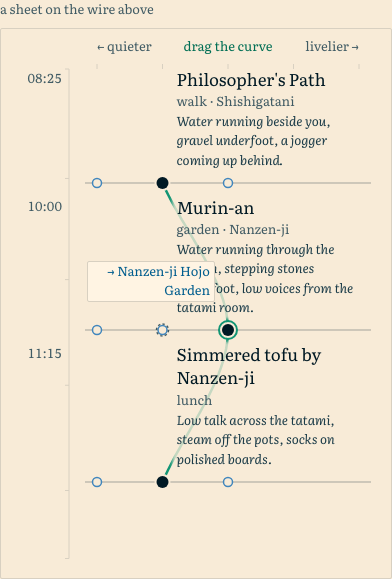 a sheet on the wire above
← quieter drag the curve livelier →
08:25
Philosopher's Path
walk · Shishigatani
Water running beside you,
gravel underfoot, a jogger
coming up behind.
10:00
Murin-an
garden · Nanzen-ji
Water running through the
stepping stones
→ Nanzen-ji Hojo
Garden
low voices from the
tatami room.
11:15
Simmered tofu by
Nanzen-ji
lunch
Low talk across the tatami,
steam off the pots, socks on
polished boards.